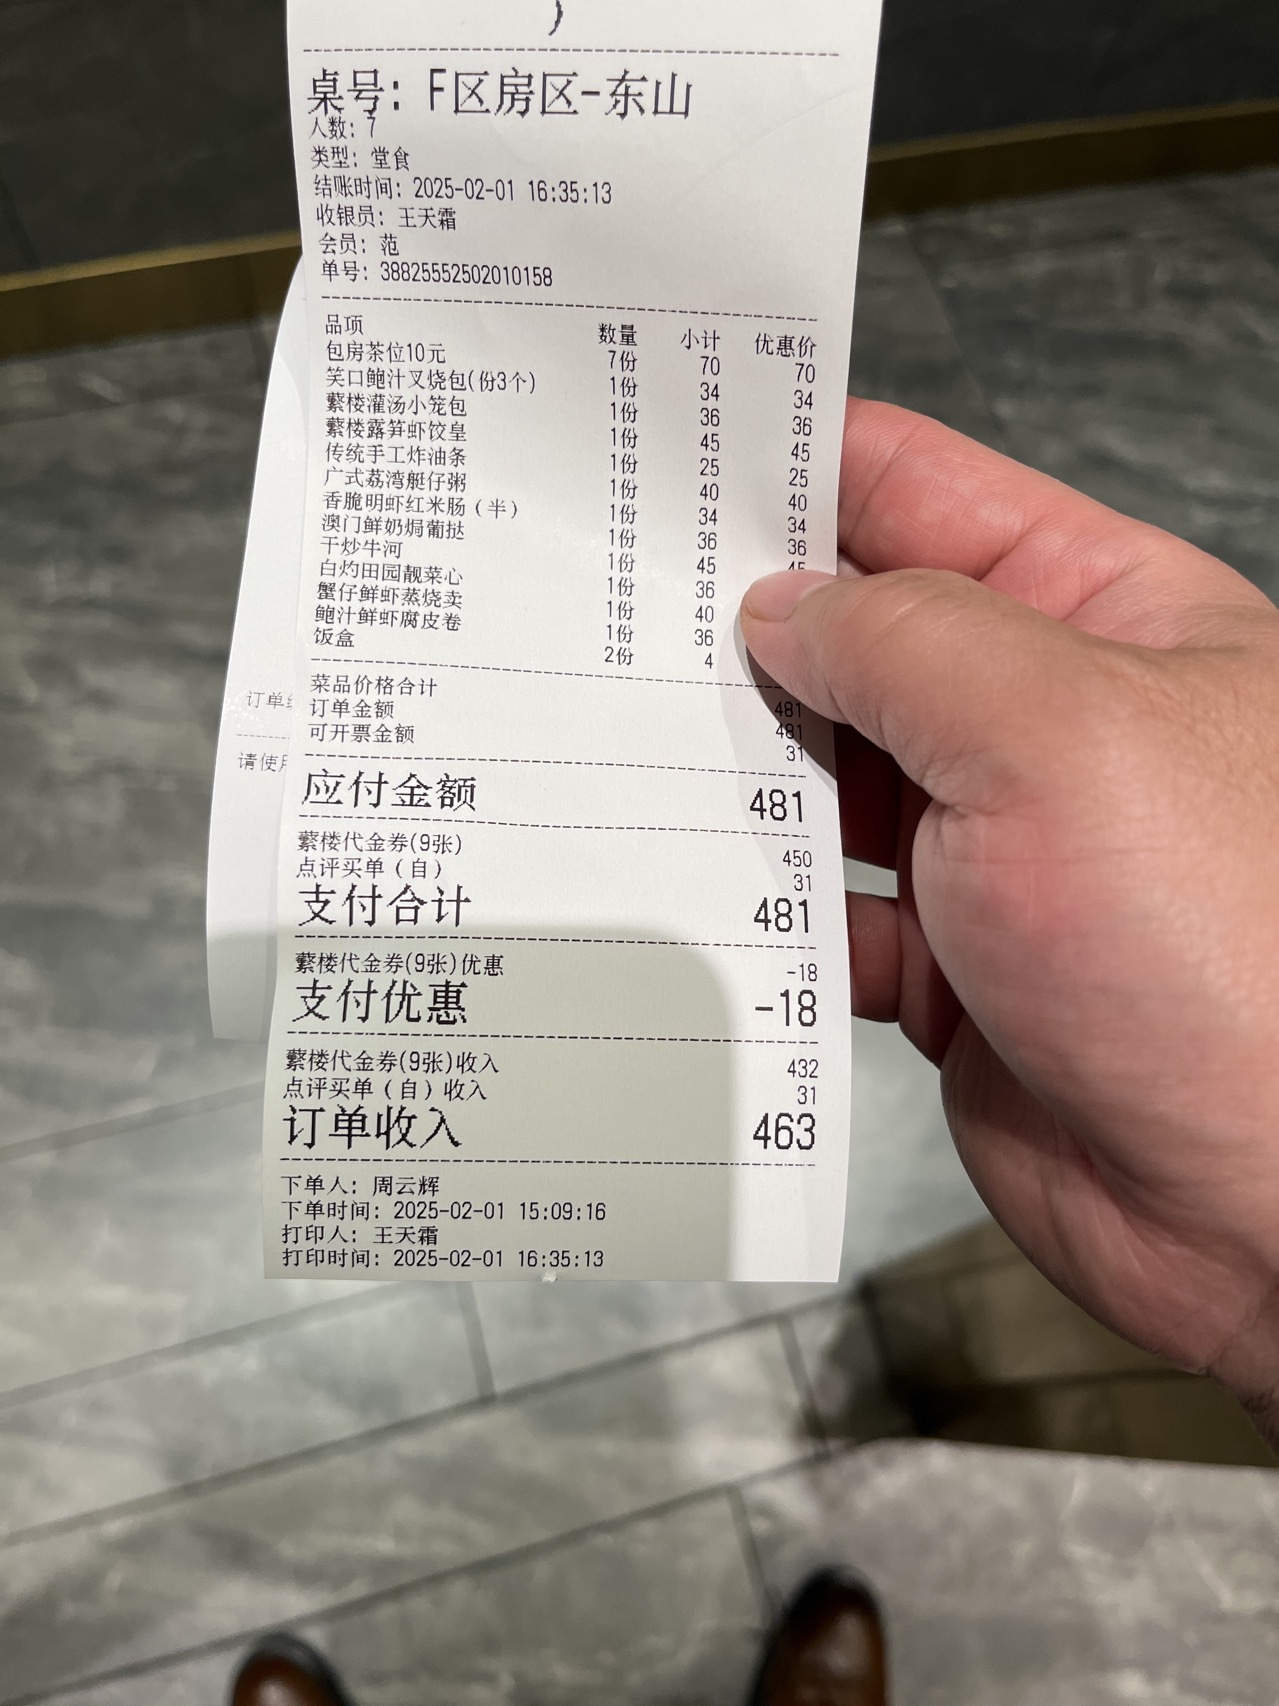 )
桌号: F区房区-东山
人数: 7
类型: 堂食
结账时间: 2025-02-01 16:35:13
收银员: 王天霜
会员: 范
单号: 38825552502010158
品项 数量 小计 优惠价
包房茶位10元 7份 70 70
笑口鲍汁叉烧包(份3个) 1份 34 34
蘩楼灌汤小笼包 1份 36 36
蘩楼露笋虾饺皇 1份 45 45
传统手工炸油条 1份 25 25
广式荔湾艇仔粥 1份 40 40
香脆明虾红米肠(半) 1份 34 34
澳门鲜奶焗葡挞 1份 36 36
干炒牛河 1份 45 45
白灼田园靓菜心 1份 36
蟹仔鲜虾蒸烧卖 1份 40
鲍汁鲜虾腐皮卷 1份 36
饭盒 2份 4
菜品价格合计 481
订单金额 481
可开票金额 31
应付金额 481
蘩楼代金券(9张) 450
点评买单(自) 31
支付合计 481
蘩楼代金券(9张)优惠 -18
支付优惠 -18
蘩楼代金券(9张)收入 432
点评买单(自)收入 31
订单收入 463
下单人: 周云辉
下单时间: 2025-02-01 15:09:16
打印人: 王天霜
打印时间: 2025-02-01 16:35:13
订单
请使用